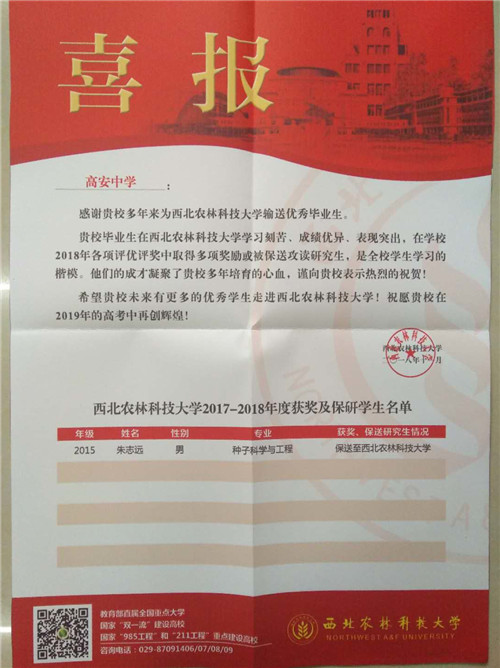 喜报
高安中学：
感谢贵校多年来为西北农林科技大学输送优秀毕业生。
贵校毕业生在西北农林科技大学学习刻苦、成绩优异、表现突出，在学校
2018年各项评优评奖中取得多项奖励或被保送攻读研究生，是全校学生学习的
楷模。他们的成才凝聚了贵校多年培育的心血，谨向贵校表示热烈的祝贺！
希望贵校未来有更多的优秀学生走进西北农林科技大学！祝愿贵校在
2019年的高考中再创辉煌！
西北农林科技大学
西北农林科技大学2017-2018年度获奖及保研学生名单
年级 姓名 性别 专业 获奖、保送研究生情况
2015 朱志远 男 种子科学与工程 保送至西北农林科技大学
教育部直属全国重点大学
国家“双一流”建设高校
国家“985工程”和“211工程”重点建设高校
咨询电话：029-87091406/07/08/09
西北农林科技大学
NORTHWEST A&F UNIVERSITY